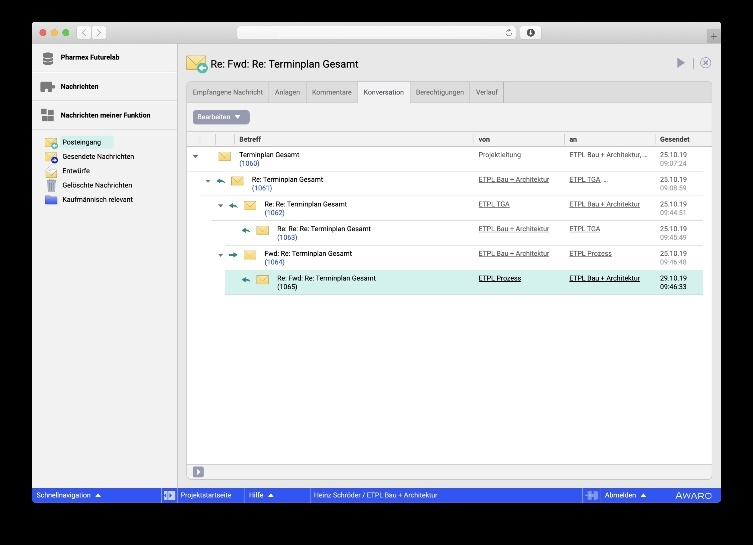 Pharmex Futurelab
Nachrichten
Nachrichten meiner Funktion
Posteingang
Gesendete Nachrichten
Entwürfe
Gelöschte Nachrichten
Kaufmännisch relevant
Re: Fwd: Re: Terminplan Gesamt
Empfangene Nachricht Anlagen Kommentare Konversation Berechtigungen Verlauf
Bearbeiten
Betreff von an Gesendet
Terminplan Gesamt Projektleitung ETPL Bau + Architektur, ... 25.10.19
(1060) 09:07:24
Re: Terminplan Gesamt ETPL Bau + Architektur ETPL TGA, ... 25.10.19
(1061) 09:08:59
Re: Re: Terminplan Gesamt ETPL TGA ETPL Bau + Architektur 25.10.19
(1062) 09:44:51
Re: Re: Re: Terminplan Gesamt ETPL Bau + Architektur ETPL TGA 25.10.19
(1063) 09:45:49
Fwd: Re: Terminplan Gesamt ETPL Bau + Architektur ETPL Prozess 25.10.19
(1064) 09:46:48
Re: Fwd: Re: Terminplan Gesamt ETPL Prozess ETPL Bau + Architektur 29.10.19
(1065) 09:46:33
Schnellnavigation Projektstartseite Hilfe Heinz Schröder / ETPL Bau + Architektur Abmelden AWARO